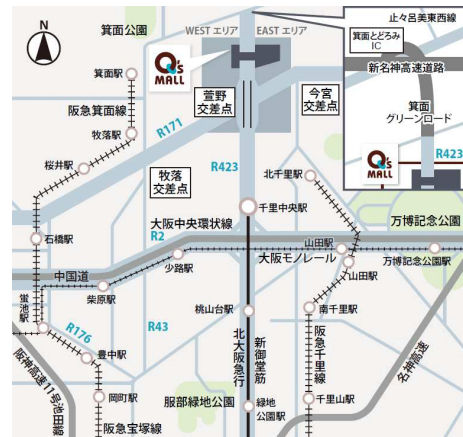 箕面公園
WEST エリア
EAST エリア
止々呂美東西線
N
Q's
MALL
箕面とどろみ
IC
新名神高速道路
箕面駅
萱野
交差点
今宮
交差点
箕面
グリーンロード
阪急箕面線
Q's
MALL
R423
牧落駅
R171
桜井駅
牧落
交差点
R423
北千里駅
千里中央駅
万博記念公園
石橋駅
大阪中央環状線
R2
山田駅
大阪モノレール
万博記念公園駅
中国道
少路駅
山田駅
柴原駅
蛍池駅
桃山台駅
南千里駅
R176
R43
豊中駅
北大阪急行
新御堂筋
阪急千里線
名神高速
阪神高速11号池田線
岡町駅
服部緑地公園
緑地
公園駅
千里山駅
阪急宝塚線